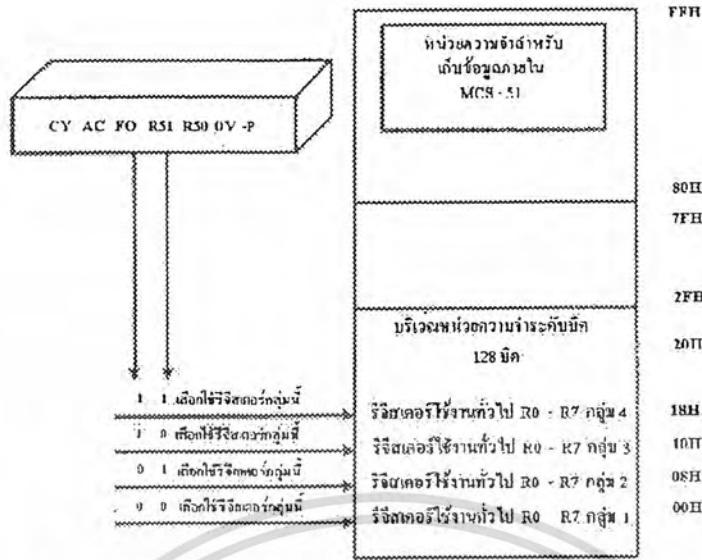 FFH
หน่วยความจำสำหรับ
เก็บข้อมูลภายใน
MCS - 51
CY AC FO RS1 RS0 OV -P
80H
7FH
2FH
บริเวณหน่วยความจำระดับบิต
128 บิต
20H
1 1 เลือกใช้รีจิสเตอร์กลุ่มนี้
รีจิสเตอร์ใช้งานทั่วไป R0 - R7 กลุ่ม 4
18H
1 0 เลือกใช้รีจิสเตอร์กลุ่มนี้
รีจิสเตอร์ใช้งานทั่วไป R0 - R7 กลุ่ม 3
10H
0 1 เลือกใช้รีจิสเตอร์กลุ่มนี้
รีจิสเตอร์ใช้งานทั่วไป R0 - R7 กลุ่ม 2
08H
0 0 เลือกใช้รีจิสเตอร์กลุ่มนี้
รีจิสเตอร์ใช้งานทั่วไป R0 R7 กลุ่ม 1
00H